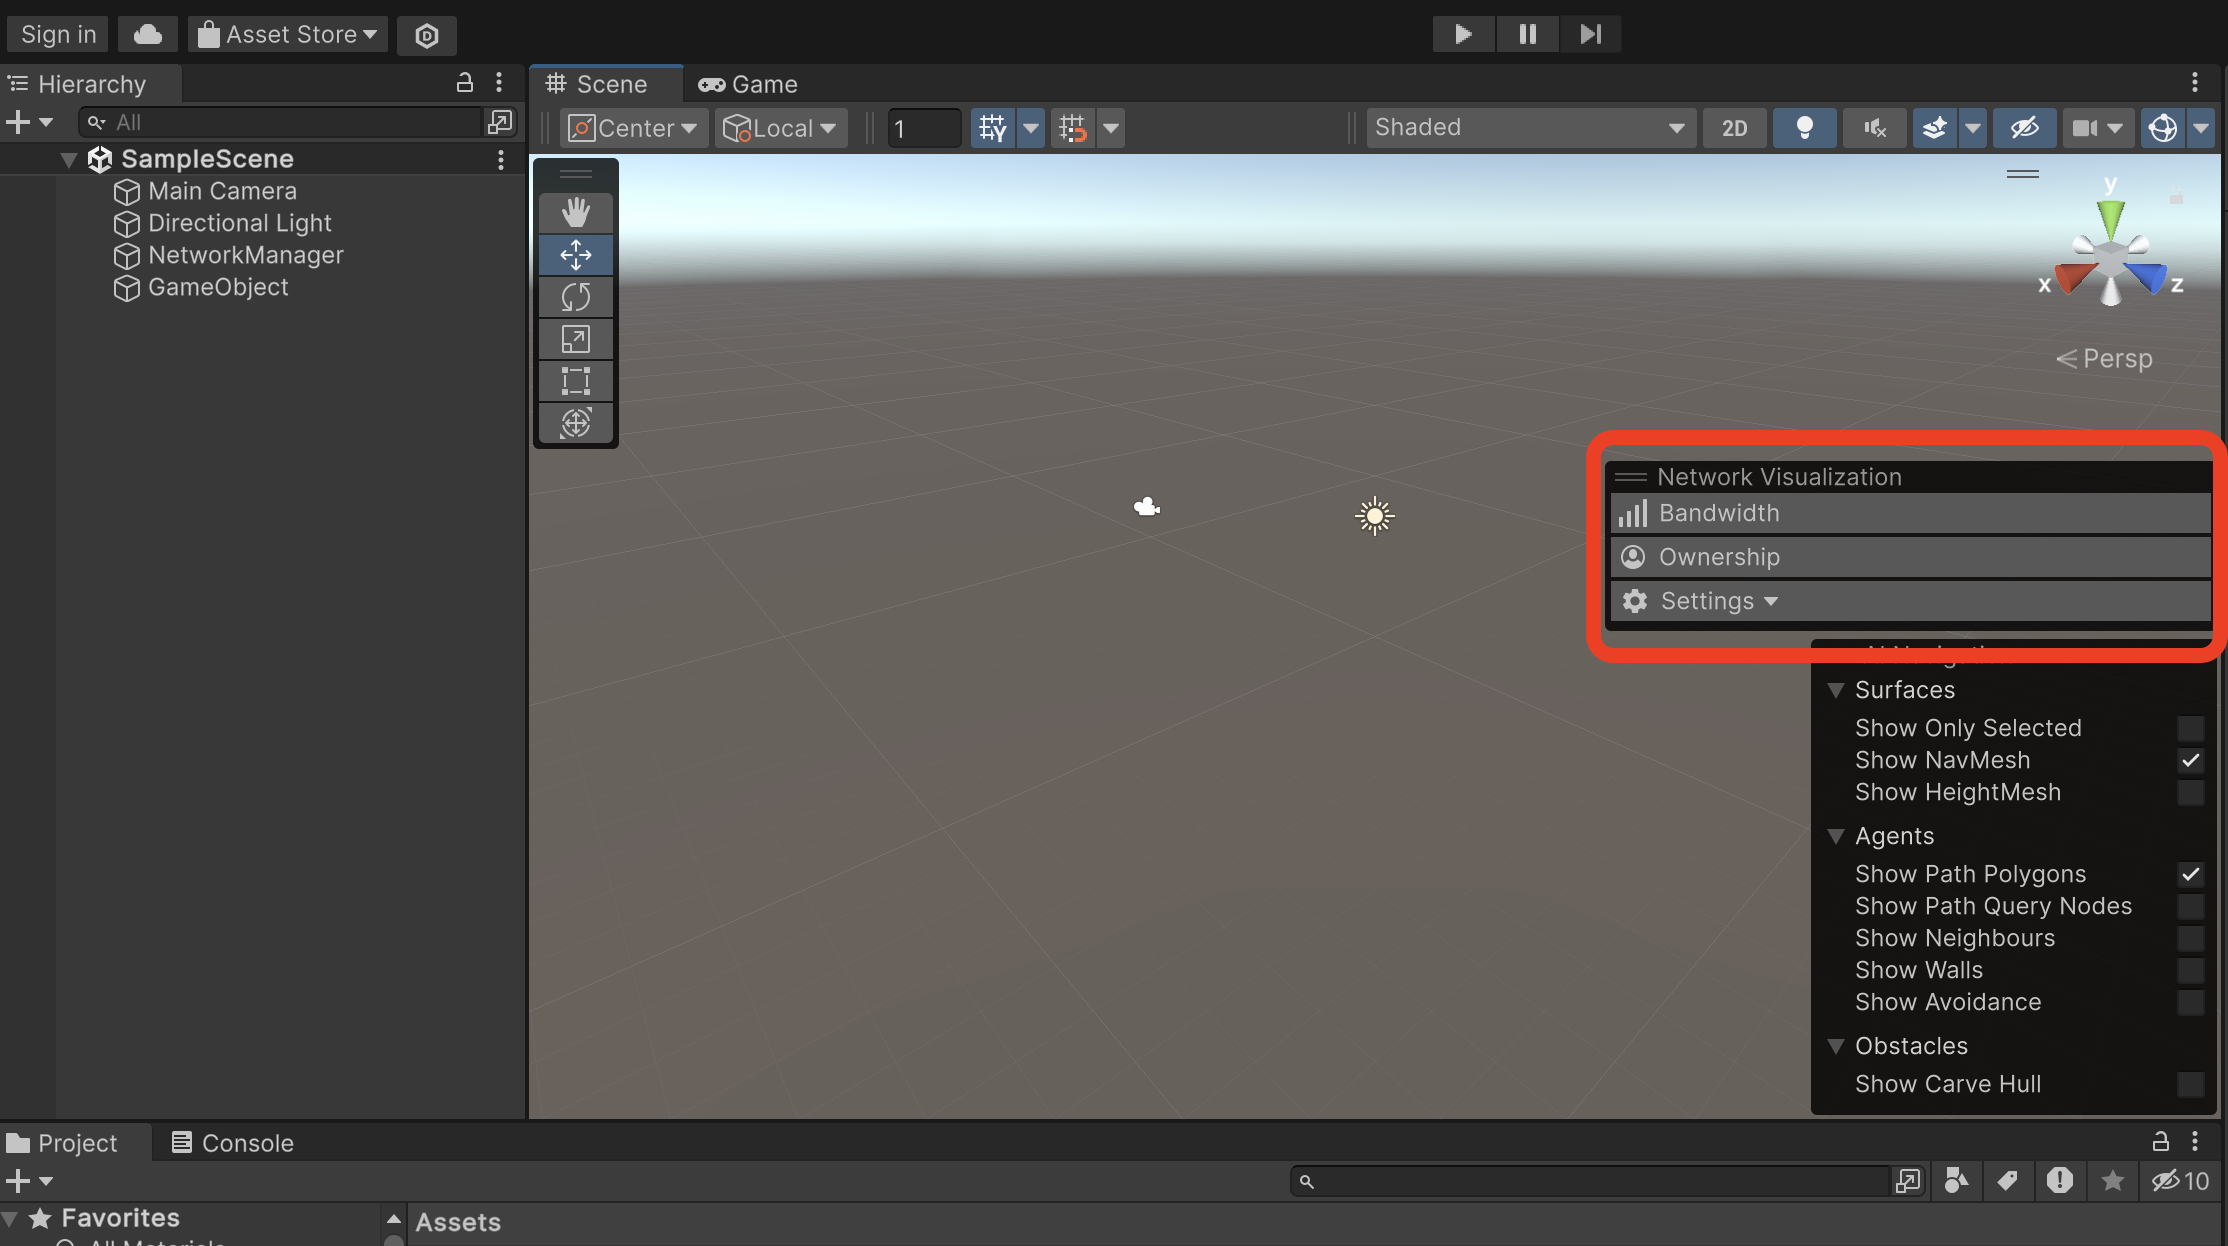 Sign in
Asset Store
Hierarchy
Scene
Game
All
Center
Local
1
Shaded
2D
SampleScene
Main Camera
Directional Light
NetworkManager
GameObject
y
x
z
Persp
Network Visualization
Bandwidth
Ownership
Settings
Surfaces
Show Only Selected
Show NavMesh
Show HeightMesh
Agents
Show Path Polygons
Show Path Query Nodes
Show Neighbours
Show Walls
Show Avoidance
Obstacles
Show Carve Hull
Project
Console
10
Favorites
Assets
All Materials